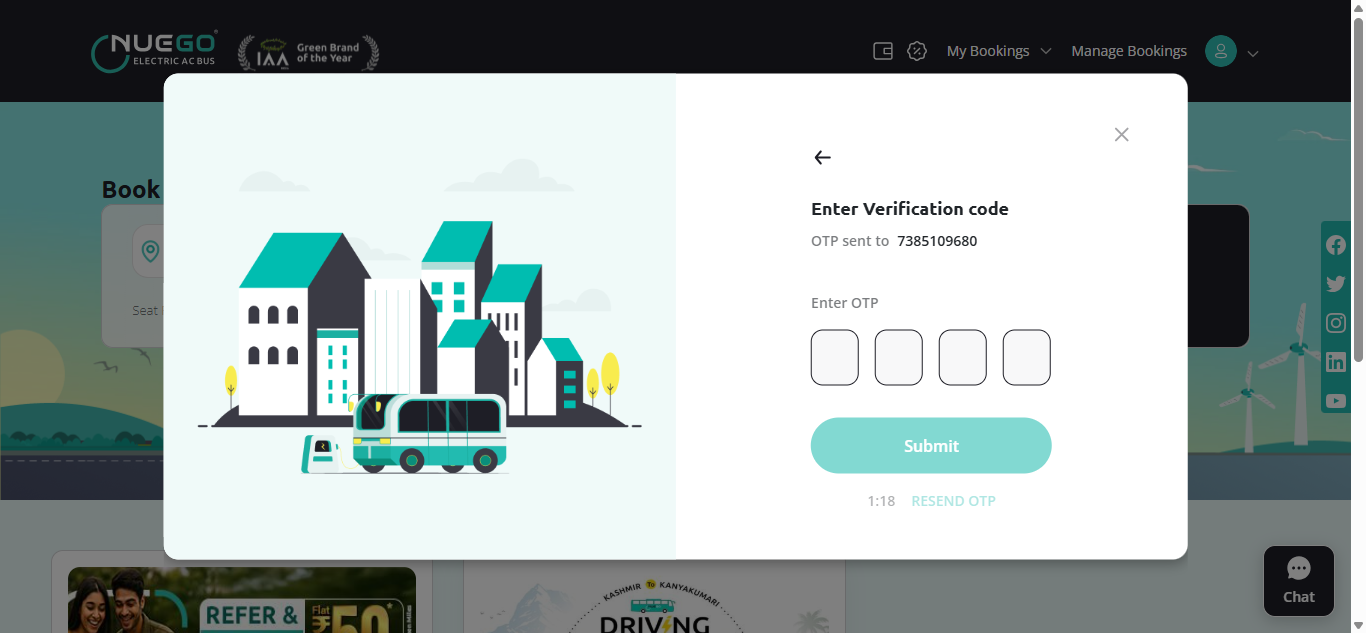 NUEGO
ELECTRIC AC BUS
IAA
Green Brand
of the Year
My Bookings
Manage Bookings
Book
Seat
Enter Verification code
OTP sent to 7385109680
Enter OTP
Submit
1:18 RESEND OTP
Chat
REFER &
Flat
₹50*
KASHMIR To KANYAKUMARI
DRIVING